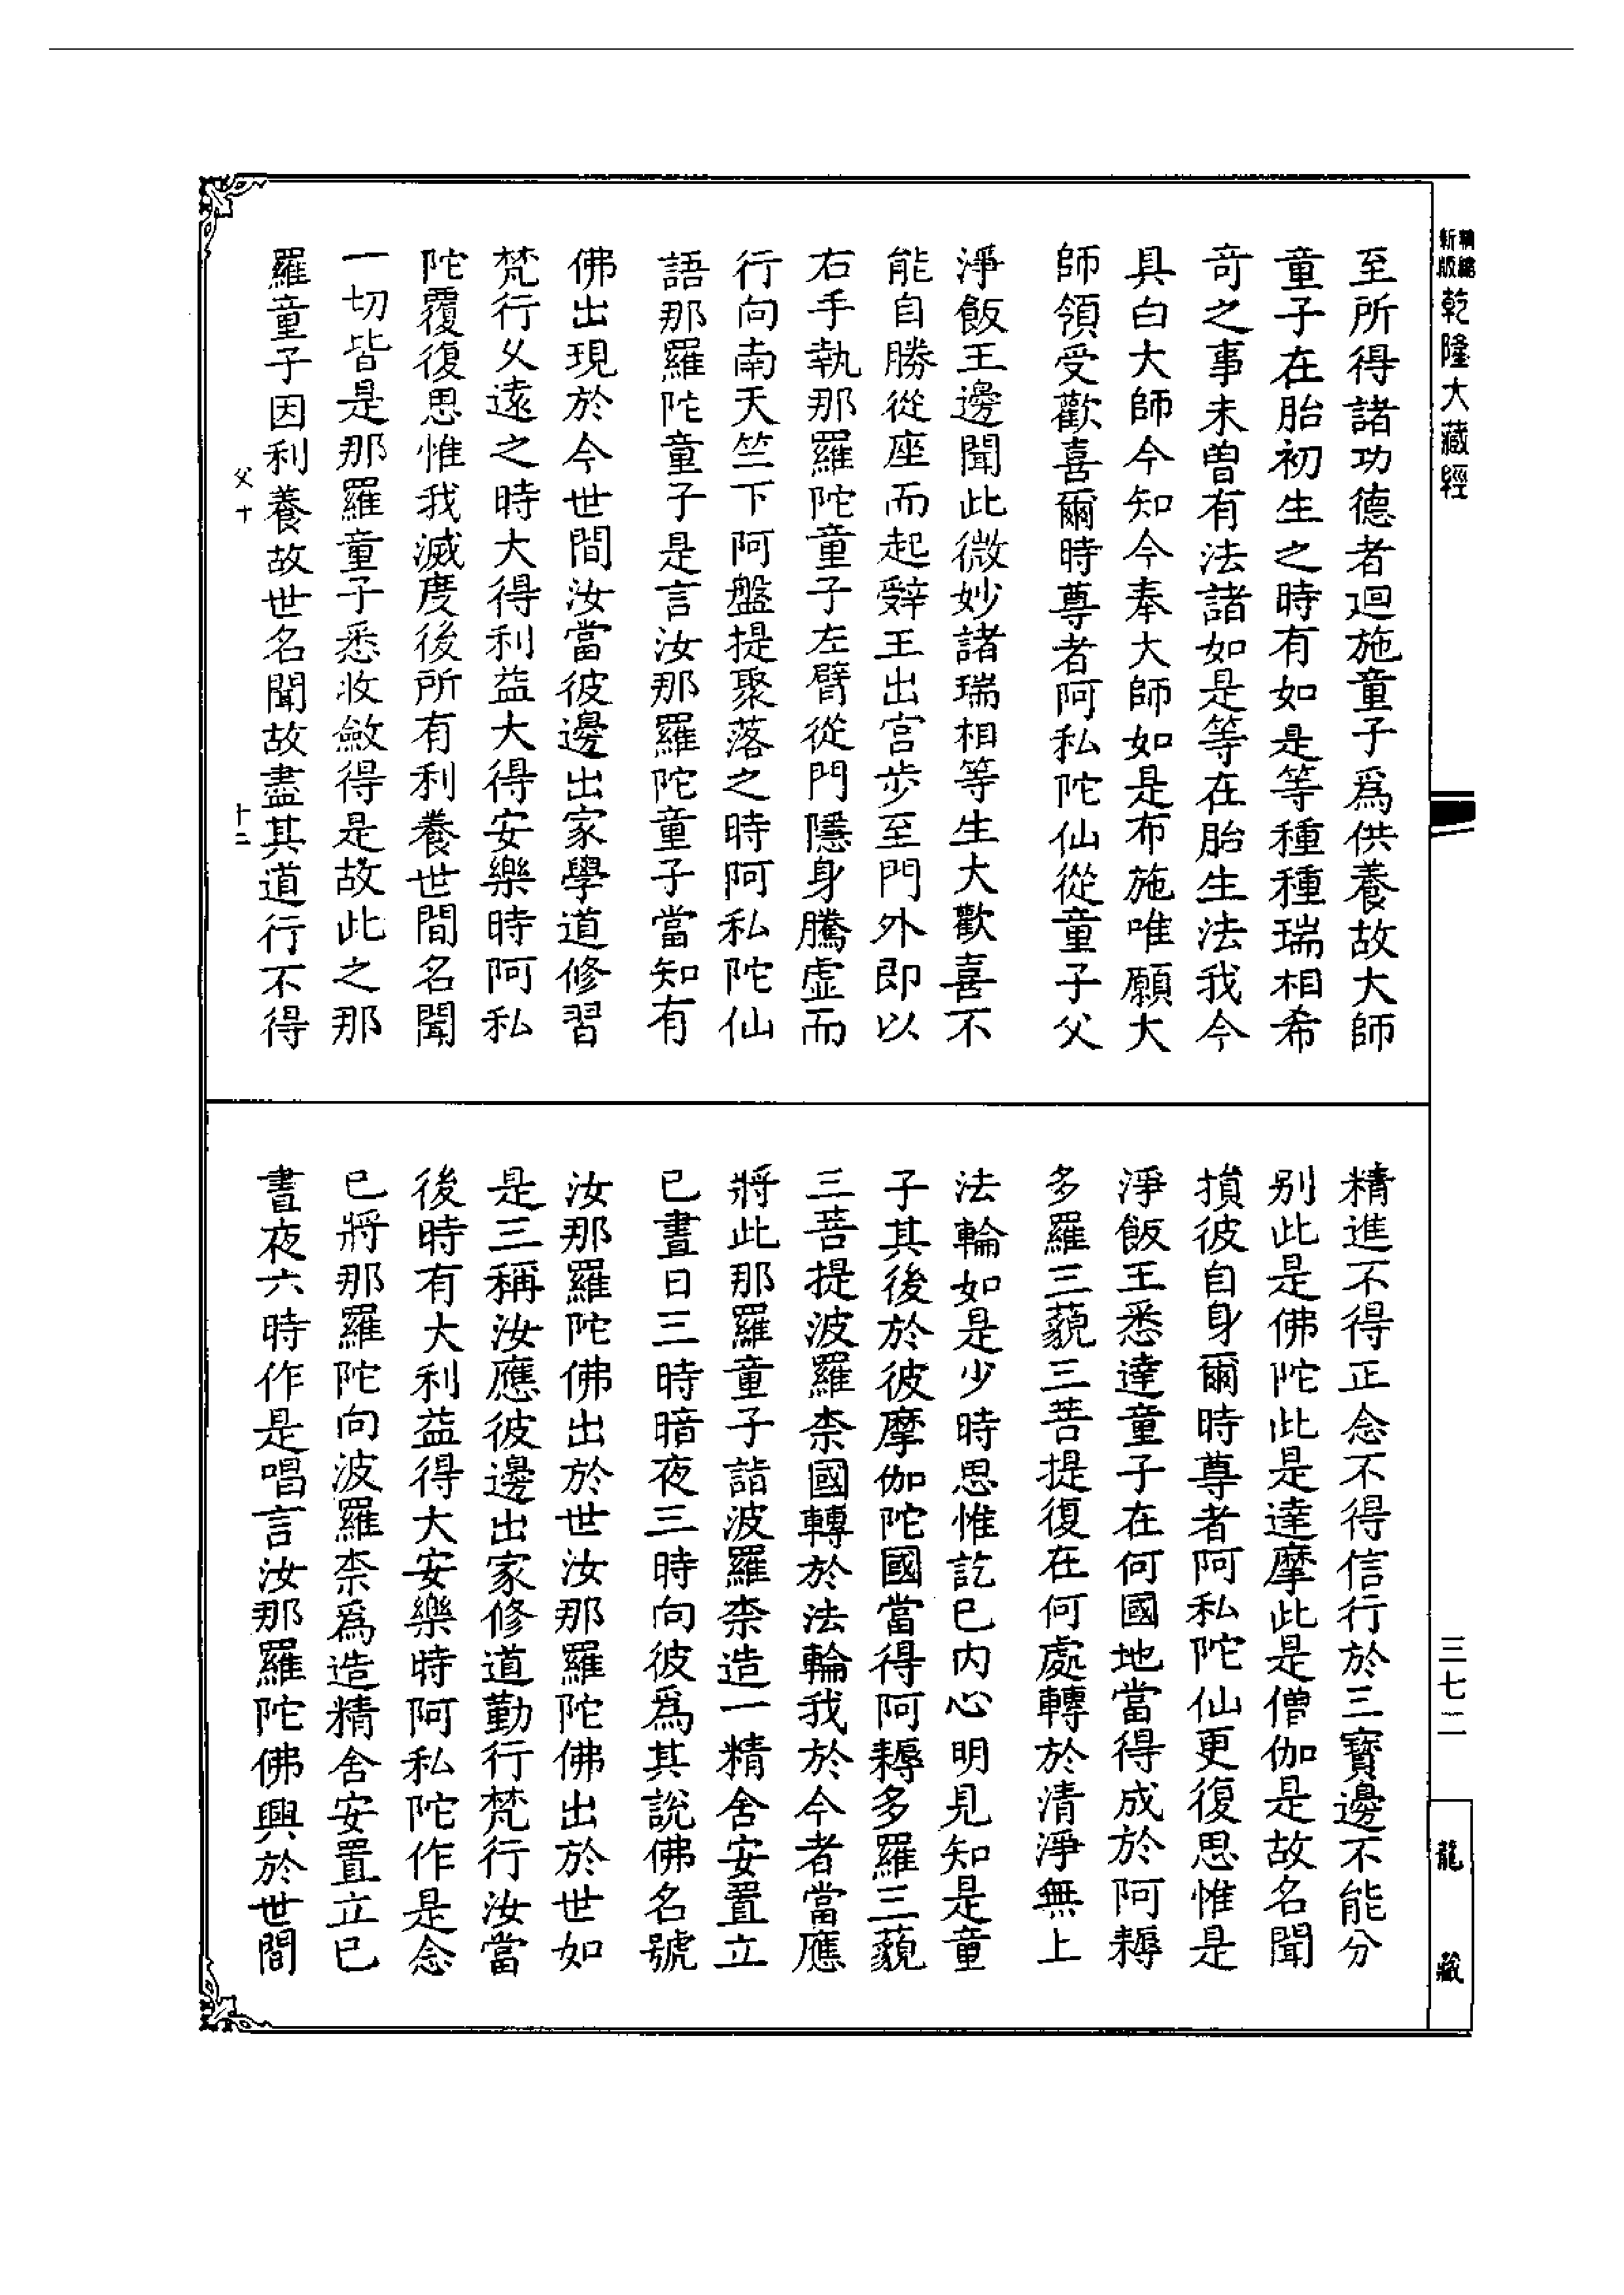 精縮新版乾隆大藏經
至所得諸功德者迴施童子爲供養故大師
童子在胎初生之時有如是等種種瑞相希
奇之事未曾有法諸如是等在胎生法我今
具白大師今知今奉大師如是布施唯願大
師領受歡喜爾時尊者阿私陀仙從童子父
淨飯王邊聞此微妙諸瑞相等生大歡喜不
能自勝從座而起辭王出宮步至門外即以
右手執那羅陀童子左臂從門隱身騰虛而
行向南天竺下阿盤提聚落之時阿私陀仙
語那羅陀童子是言汝那羅陀童子當知有
佛出現於今世間汝當彼邊出家學道修習
梵行久遠之時大得利益大得安樂時阿私
陀覆復思惟我滅度後所有利養世間名聞
一切皆是那羅童子悉收斂得是故此之那
羅童子因利養故世名聞故盡其道行不得
父十
十二
精進不得正念不得信行於三寶邊不能分
別此是佛陀此是達摩此是僧伽是故名聞
損彼自身爾時尊者阿私陀仙更復思惟是
淨飯王悉達童子在何國地當得成於阿耨
多羅三藐三菩提復在何處轉於清淨無上
法輪如是少時思惟訖已內心明見知是童
子其後於彼摩伽陀國當得阿耨多羅三藐
三菩提波羅柰國轉於法輪我於今者當應
將此那羅童子詣波羅柰造一精舍安置立
已晝日三時暗夜三時向彼爲其說佛名號
汝那羅陀佛出於世汝那羅陀佛出於世如
是三稱汝應彼邊出家修道勤行梵行汝當
後時有大利益得大安樂時阿私陀作是念
已將那羅陀向波羅柰爲造精舍安置立已
晝夜六時作是唱言汝那羅陀佛興於世間
三七二
龍藏